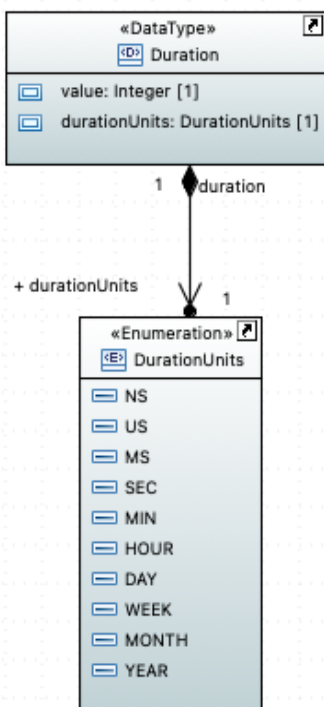 «DataType»
«D» Duration
value: Integer [1]
durationUnits: DurationUnits [1]
1 duration
+ durationUnits
1
«Enumeration»
«E» DurationUnits
NS
US
MS
SEC
MIN
HOUR
DAY
WEEK
MONTH
YEAR